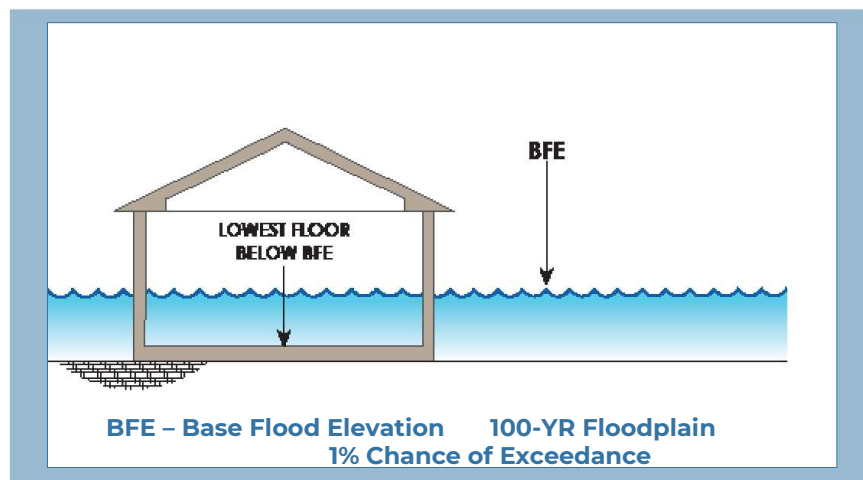 BFE
LOWEST FLOOR
BELOW BFE
BFE – Base Flood Elevation 100-YR Floodplain
1% Chance of Exceedance